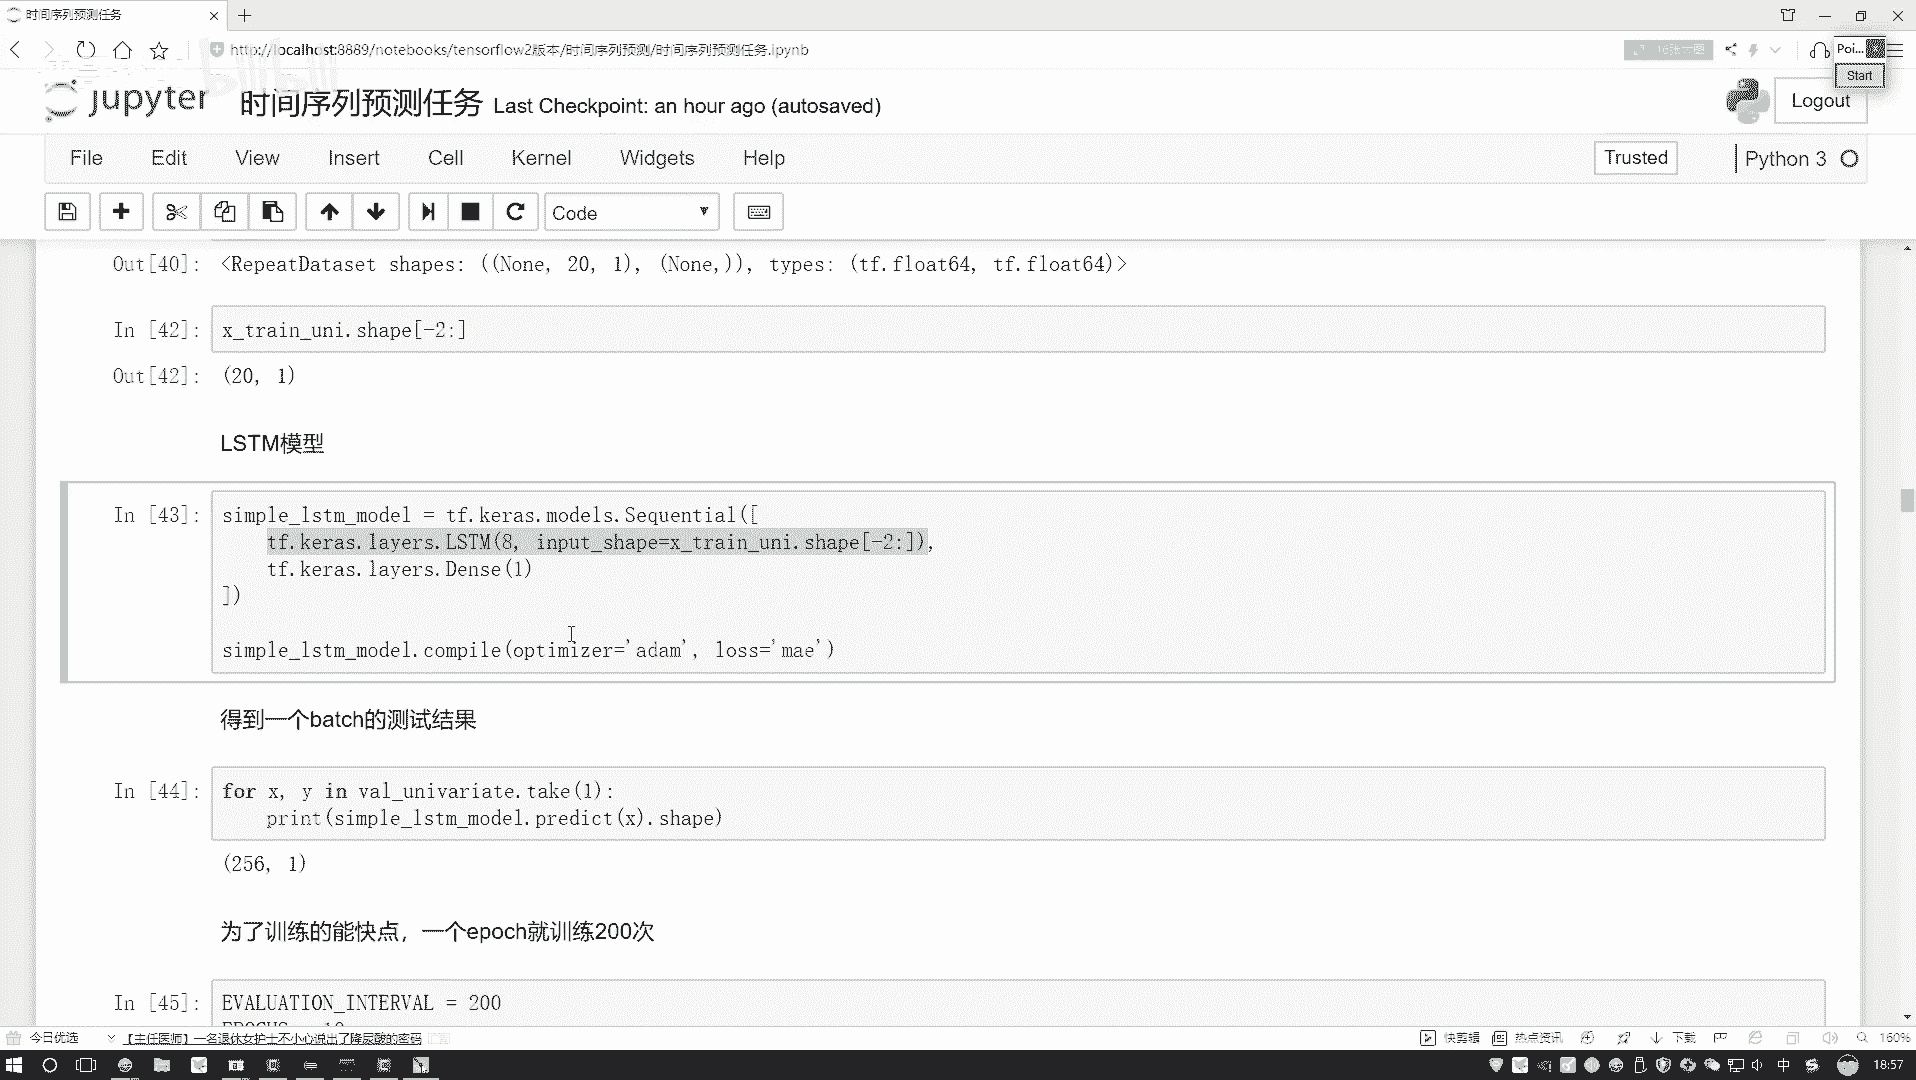 时间序列预测任务
http://localhost:8889/notebooks/tensorflow2版本/时间序列预测/时间序列预测任务.ipynb
Poi...
Start
jupyter 时间序列预测任务 Last Checkpoint: an hour ago (autosaved)
Logout
File Edit View Insert Cell Kernel Widgets Help
Trusted
Python 3
Code
Out[40]: <RepeatDataset shapes: ((None, 20, 1), (None,)), types: (tf.float64, tf.float64)>
In [42]: x_train_uni.shape[-2:]
Out[42]: (20, 1)
LSTM模型
In [43]: simple_lstm_model = tf.keras.models.Sequential([
tf.keras.layers.LSTM(8, input_shape=x_train_uni.shape[-2:]),
tf.keras.layers.Dense(1)
])
simple_lstm_model.compile(optimizer='adam', loss='mae')
得到一个batch的测试结果
In [44]: for x, y in val_univariate.take(1):
print(simple_lstm_model.predict(x).shape)
(256, 1)
为了训练的能快点，一个epoch就训练200次
In [45]: EVALUATION_INTERVAL = 200
今日优选
【主任医师】一名退休女护士不小心说出了降尿酸的密码
快剪辑 热点资讯 下载 160%
中 18:57